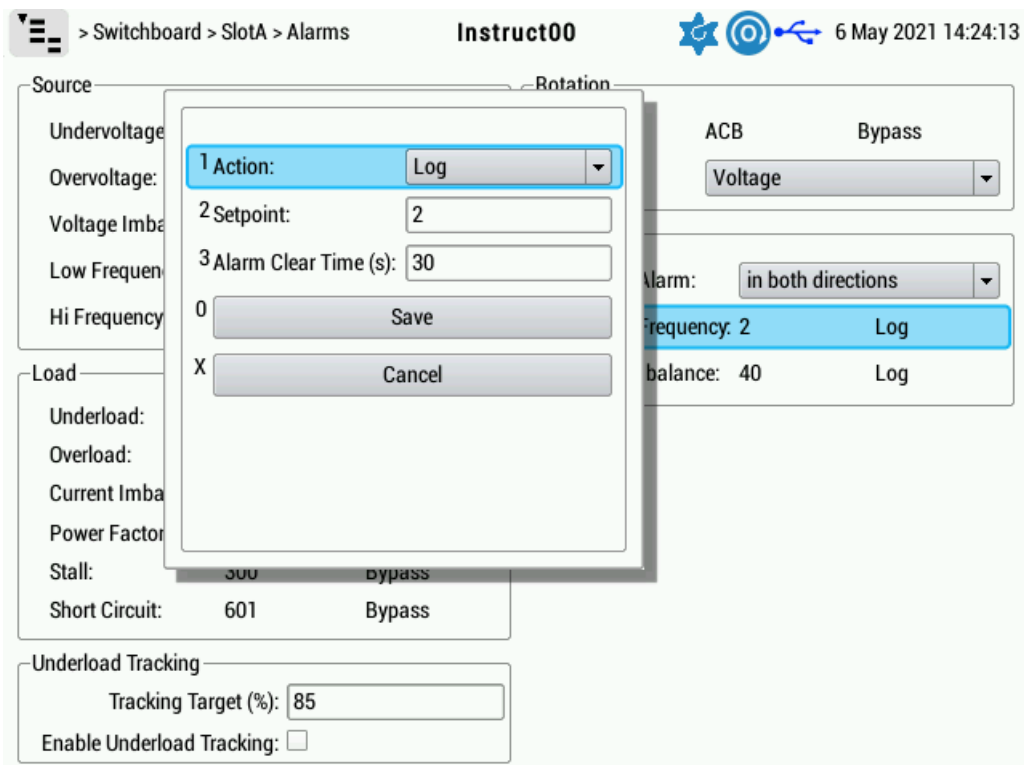 > Switchboard > SlotA > Alarms Instruct00 6 May 2021 14:24:13
Source
Undervoltage
Overvoltage:
Voltage Imba
Low Frequen
Hi Frequency
Rotation
ACB Bypass
Voltage
Alarm: in both directions
Frequency: 2 Log
balance: 40 Log
1 Action: Log
2 Setpoint: 2
3 Alarm Clear Time (s): 30
0 Save
X Cancel
Load
Underload:
Overload:
Current Imba
Power Factor
Stall: 300 Bypass
Short Circuit: 601 Bypass
Underload Tracking
Tracking Target (%): 85
Enable Underload Tracking: